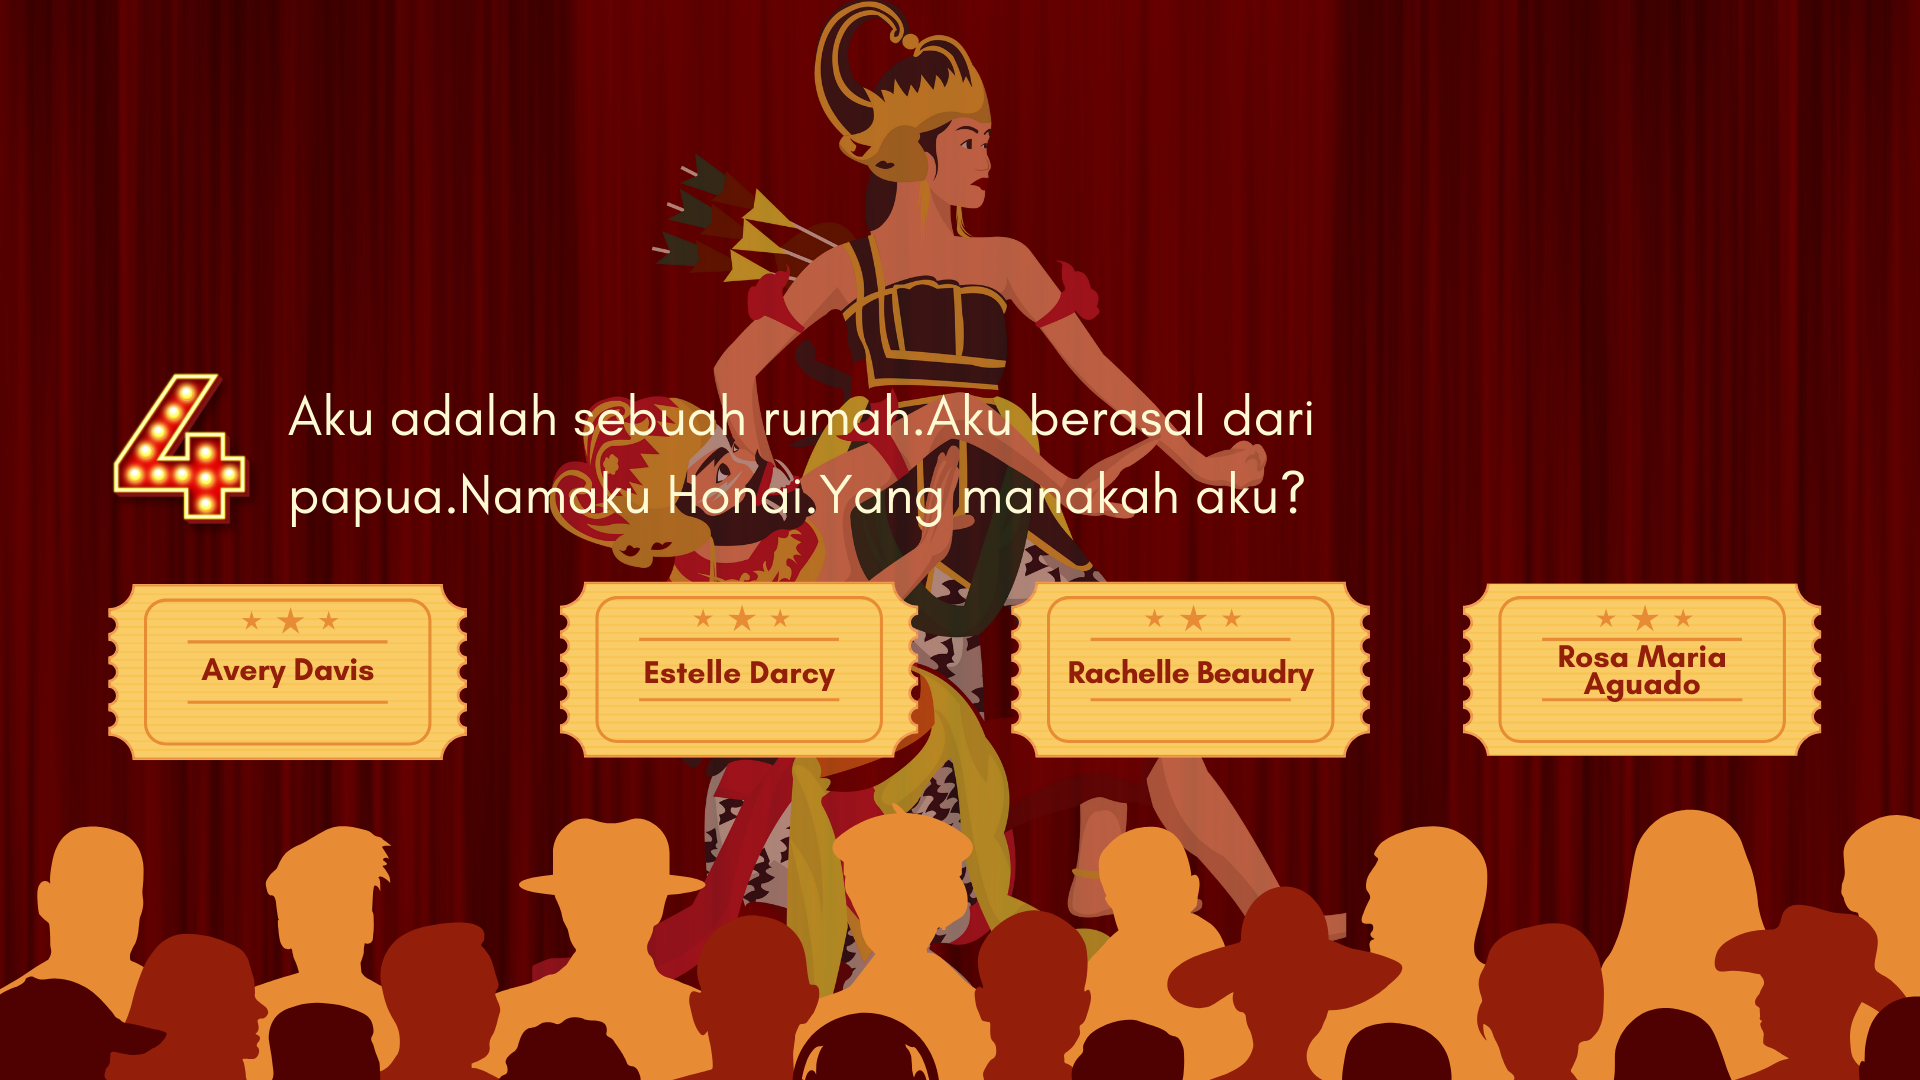 4
Aku adalah sebuah rumah.Aku berasal dari
papua.Namaku Honai.Yang manakah aku?
Avery Davis
Estelle Darcy
Rachelle Beaudry
Rosa Maria
Aguado